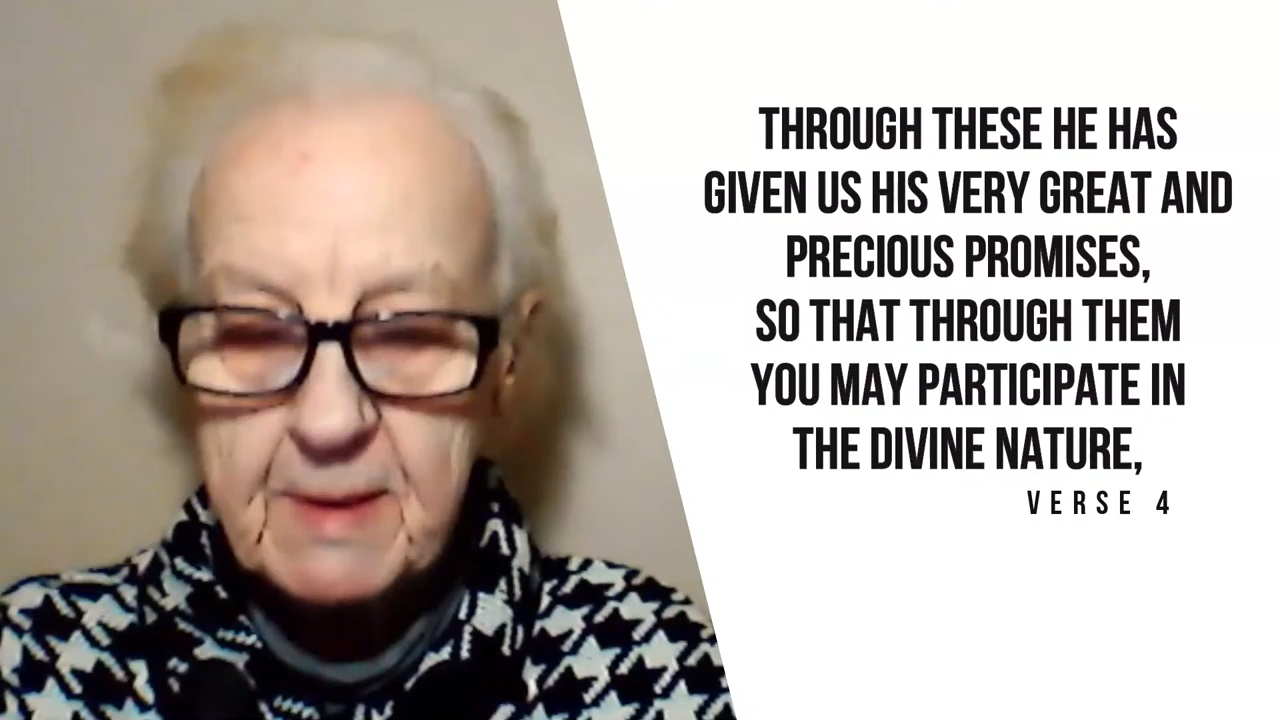 THROUGH THESE HE HAS
GIVEN US HIS VERY GREAT AND
PRECIOUS PROMISES,
SO THAT THROUGH THEM
YOU MAY PARTICIPATE IN
THE DIVINE NATURE,
VERSE 4